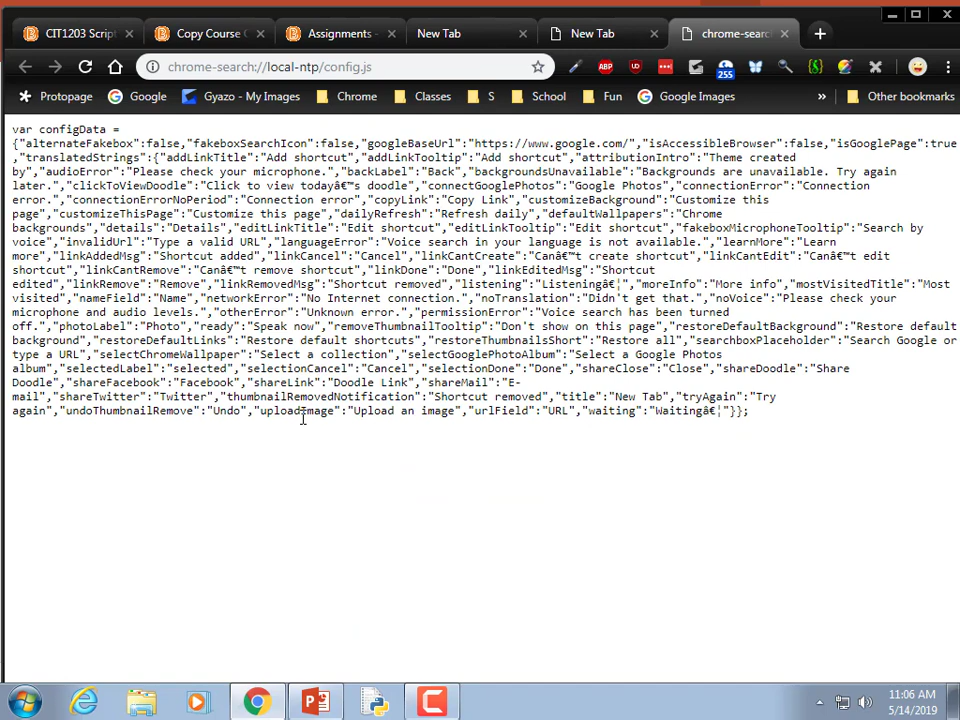 CIT1203 Script
Copy Course
Assignments -
New Tab
New Tab
chrome-searc
chrome-search://local-ntp/config.js
ABP
UD
255
Protopage
Google
Gyazo - My Images
Chrome
Classes
S
School
Fun
Google Images
»
Other bookmarks
var configData =
{"alternateFakebox":false,"fakeboxSearchIcon":false,"googleBaseUrl":"https://www.google.com/","isAccessibleBrowser":false,"isGooglePage":true
,"translatedStrings":{"addLinkTitle":"Add shortcut","addLinkTooltip":"Add shortcut","attributionIntro":"Theme created
by","audioError":"Please check your microphone.","backLabel":"Back","backgroundsUnavailable":"Backgrounds are unavailable. Try again
later.","clickToViewDoodle":"Click to view todayâ€™s doodle","connectGooglePhotos":"Google Photos","connectionError":"Connection
error.","connectionErrorNoPeriod":"Connection error","copyLink":"Copy Link","customizeBackground":"Customize this
page","customizeThisPage":"Customize this page","dailyRefresh":"Refresh daily","defaultWallpapers":"Chrome
backgrounds","details":"Details","editLinkTitle":"Edit shortcut","editLinkTooltip":"Edit shortcut","fakeboxMicrophoneTooltip":"Search by
voice","invalidUrl":"Type a valid URL","languageError":"Voice search in your language is not available.","learnMore":"Learn
more","linkAddedMsg":"Shortcut added","linkCancel":"Cancel","linkCantCreate":"Canâ€™t create shortcut","linkCantEdit":"Canâ€™t edit
shortcut","linkCantRemove":"Canâ€™t remove shortcut","linkDone":"Done","linkEditedMsg":"Shortcut
edited","linkRemove":"Remove","linkRemovedMsg":"Shortcut removed","listening":"Listeningâ€¦","moreInfo":"More info","mostVisitedTitle":"Most
visited","nameField":"Name","networkError":"No Internet connection.","noTranslation":"Didn't get that.","noVoice":"Please check your
microphone and audio levels.","otherError":"Unknown error.","permissionError":"Voice search has been turned
off.","photoLabel":"Photo","ready":"Speak now","removeThumbnailTooltip":"Don't show on this page","restoreDefaultBackground":"Restore default
background","restoreDefaultLinks":"Restore default shortcuts","restoreThumbnailsShort":"Restore all","searchboxPlaceholder":"Search Google or
type a URL","selectChromeWallpaper":"Select a collection","selectGooglePhotoAlbum":"Select a Google Photos
album","selectedLabel":"selected","selectionCancel":"Cancel","selectionDone":"Done","shareClose":"Close","shareDoodle":"Share
Doodle","shareFacebook":"Facebook","shareLink":"Doodle Link","shareMail":"E-
mail","shareTwitter":"Twitter","thumbnailRemovedNotification":"Shortcut removed","title":"New Tab","tryAgain":"Try
again","undoThumbnailRemove":"Undo","uploadImage":"Upload an image","urlField":"URL","waiting":"Waitingâ€¦"}};
11:06 AM
5/14/2019